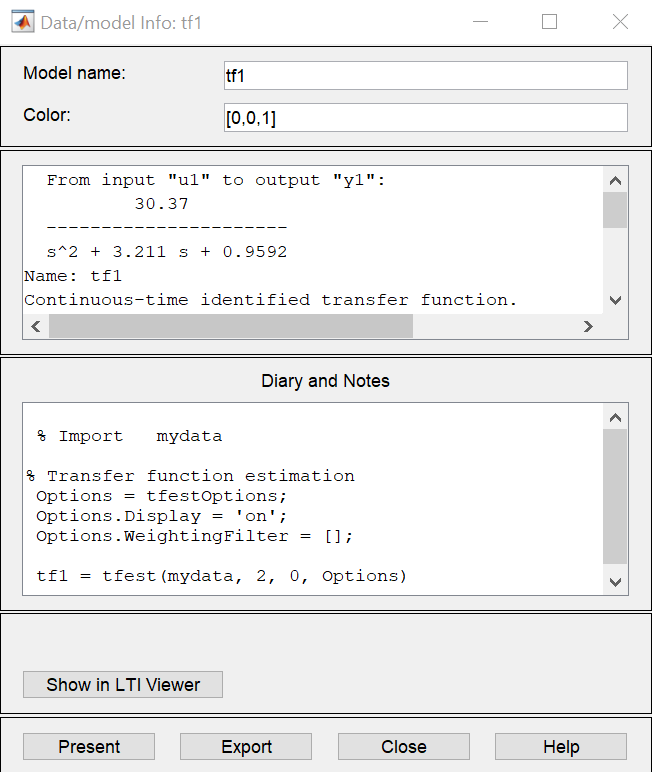 Data/model Info: tf1
Model name:
tf1
Color:
[0,0,1]
From input "u1" to output "y1":
30.37
-----------------------
s^2 + 3.211 s + 0.9592
Name: tf1
Continuous-time identified transfer function.
Diary and Notes
% Import   mydata
% Transfer function estimation
Options = tfestOptions;
Options.Display = 'on';
Options.WeightingFilter = [];
tf1 = tfest(mydata, 2, 0, Options)
Show in LTI Viewer
Present
Export
Close
Help